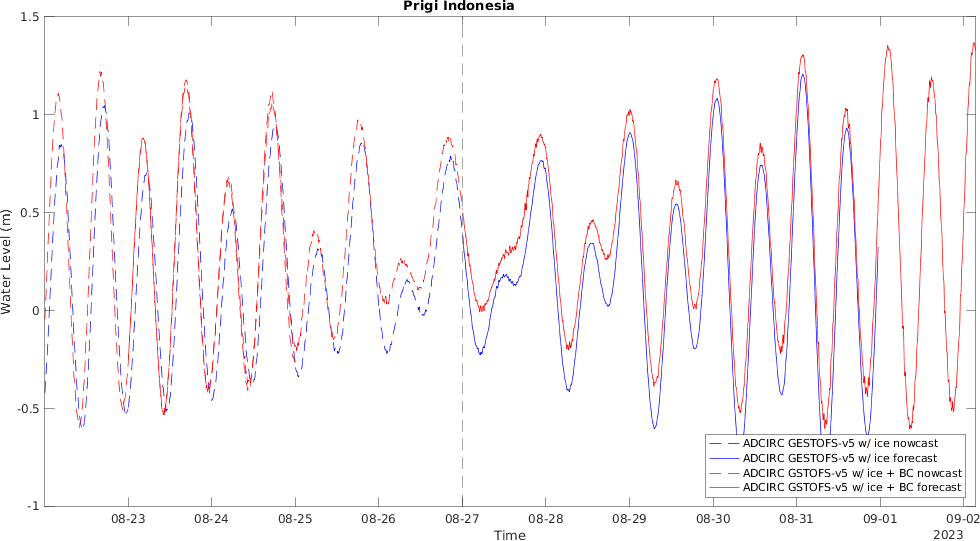 Prigi Indonesia
1.5
1
0.5
0
-0.5
-1
Water Level (m)
08-23 08-24 08-25 08-26 08-27 08-28 08-29 08-30 08-31 09-01 09-02
Time
2023
ADCIRC GESTOFS-v5 w/ ice nowcast
ADCIRC GESTOFS-v5 w/ ice forecast
ADCIRC GSTOFS-v5 w/ ice + BC nowcast
ADCIRC GSTOFS-v5 w/ ice + BC forecast